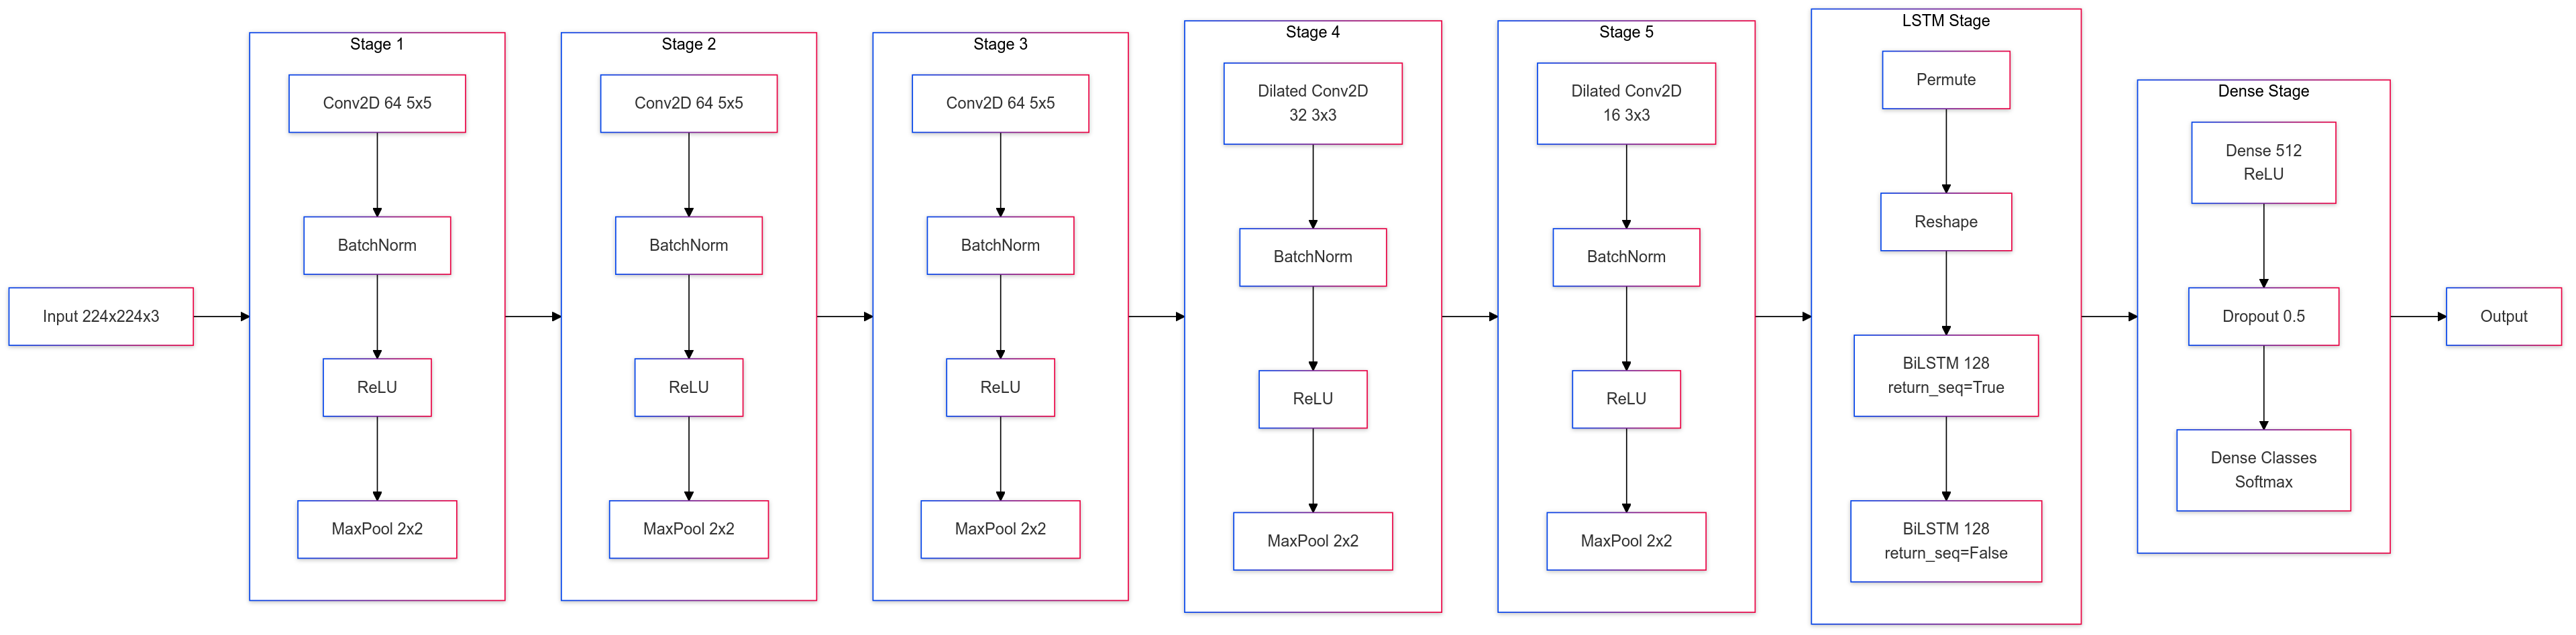 Input 224x224x3
Stage 1
Conv2D 64 5x5
BatchNorm
ReLU
MaxPool 2x2
Stage 2
Conv2D 64 5x5
BatchNorm
ReLU
MaxPool 2x2
Stage 3
Conv2D 64 5x5
BatchNorm
ReLU
MaxPool 2x2
Stage 4
Dilated Conv2D
32 3x3
BatchNorm
ReLU
MaxPool 2x2
Stage 5
Dilated Conv2D
16 3x3
BatchNorm
ReLU
MaxPool 2x2
LSTM Stage
Permute
Reshape
BiLSTM 128
return_seq=True
BiLSTM 128
return_seq=False
Dense Stage
Dense 512
ReLU
Dropout 0.5
Dense Classes
Softmax
Output